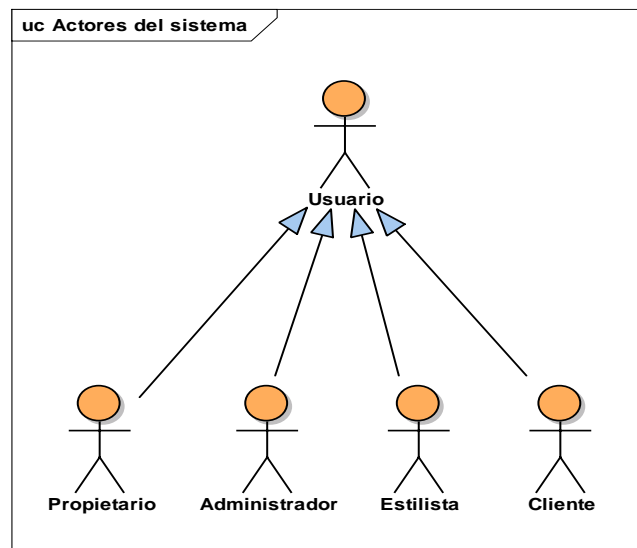 uc Actores del sistema
Usuario
Propietario
Administrador
Estilista
Cliente